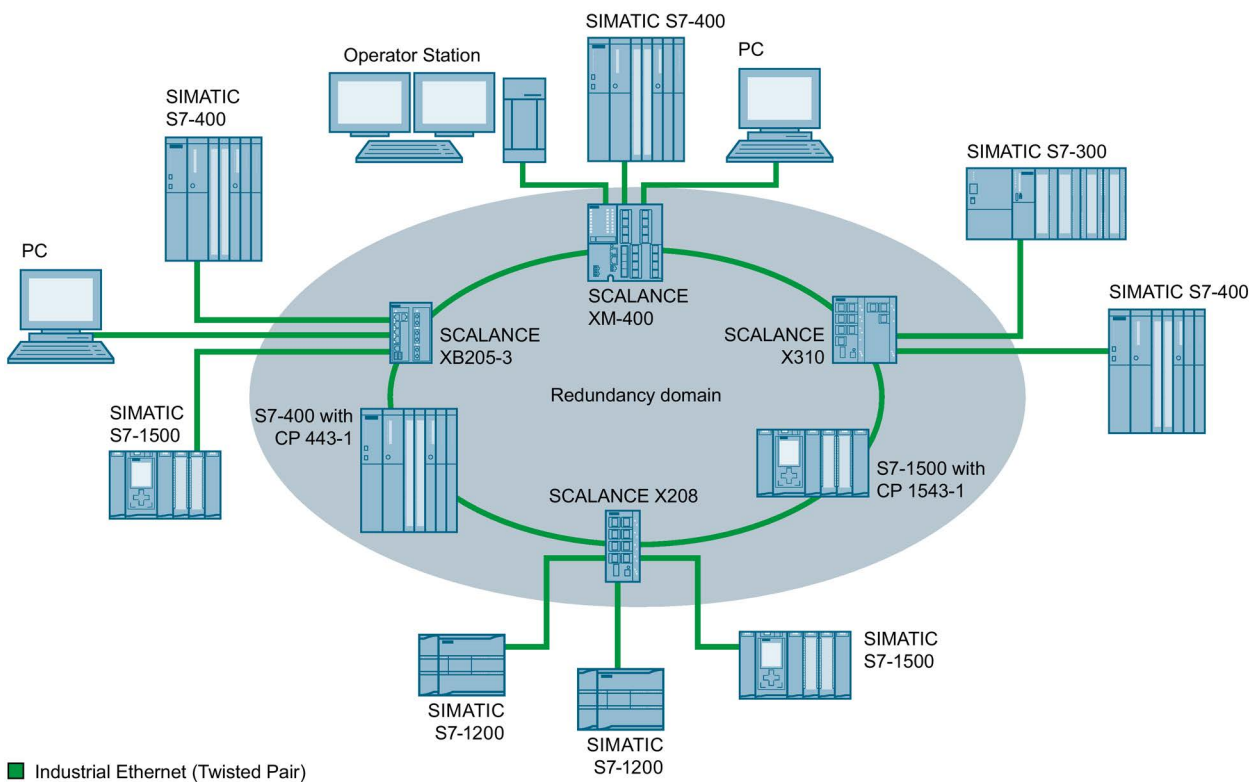 SIMATIC S7-400
Operator Station
PC
SIMATIC
S7-400
SIMATIC S7-300
PC
SCALANCE
XM-400
SIMATIC S7-400
SCALANCE
XB205-3
SCALANCE
X310
Redundancy domain
SIMATIC
S7-1500
S7-400 with
CP 443-1
S7-1500 with
CP 1543-1
SCALANCE X208
SIMATIC
S7-1500
SIMATIC
S7-1200
SIMATIC
S7-1200
Industrial Ethernet (Twisted Pair)